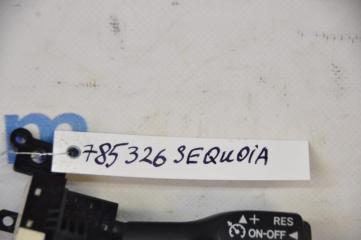 m
785326 SEQUOIA
▲+ RES
ON-OFF ◄